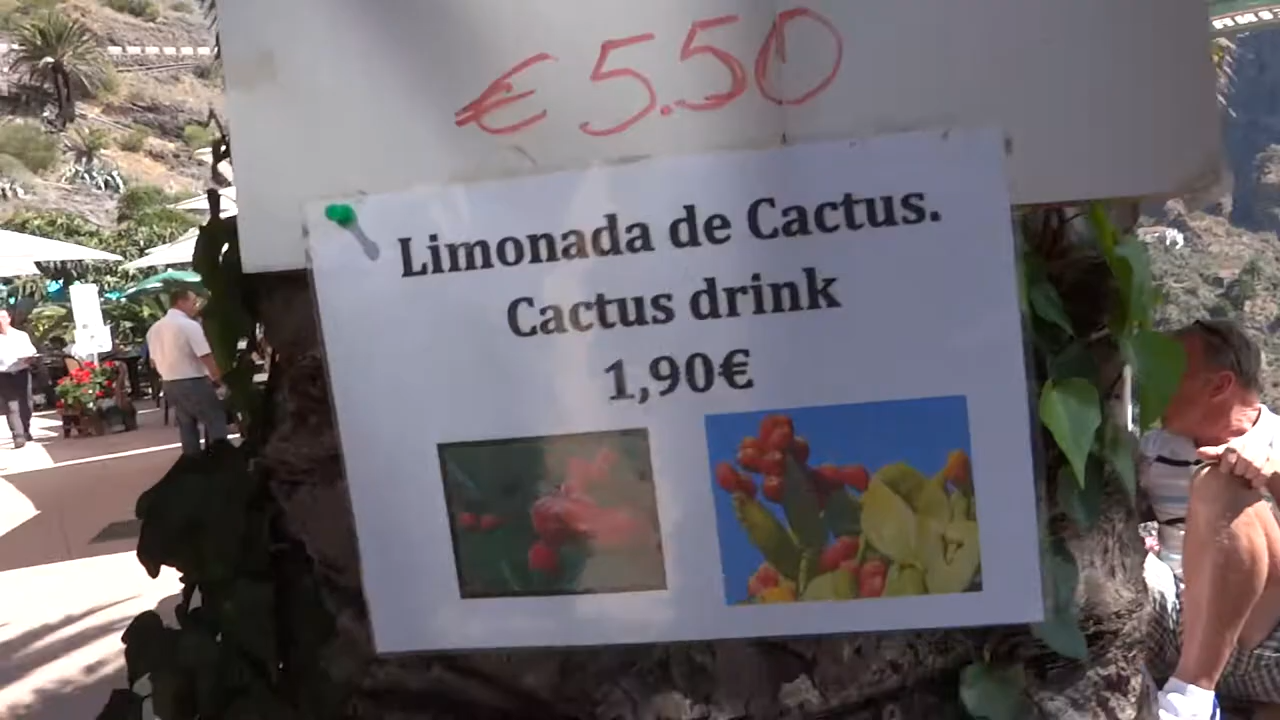 €5.50
Limonada de Cactus.
Cactus drink
1,90€